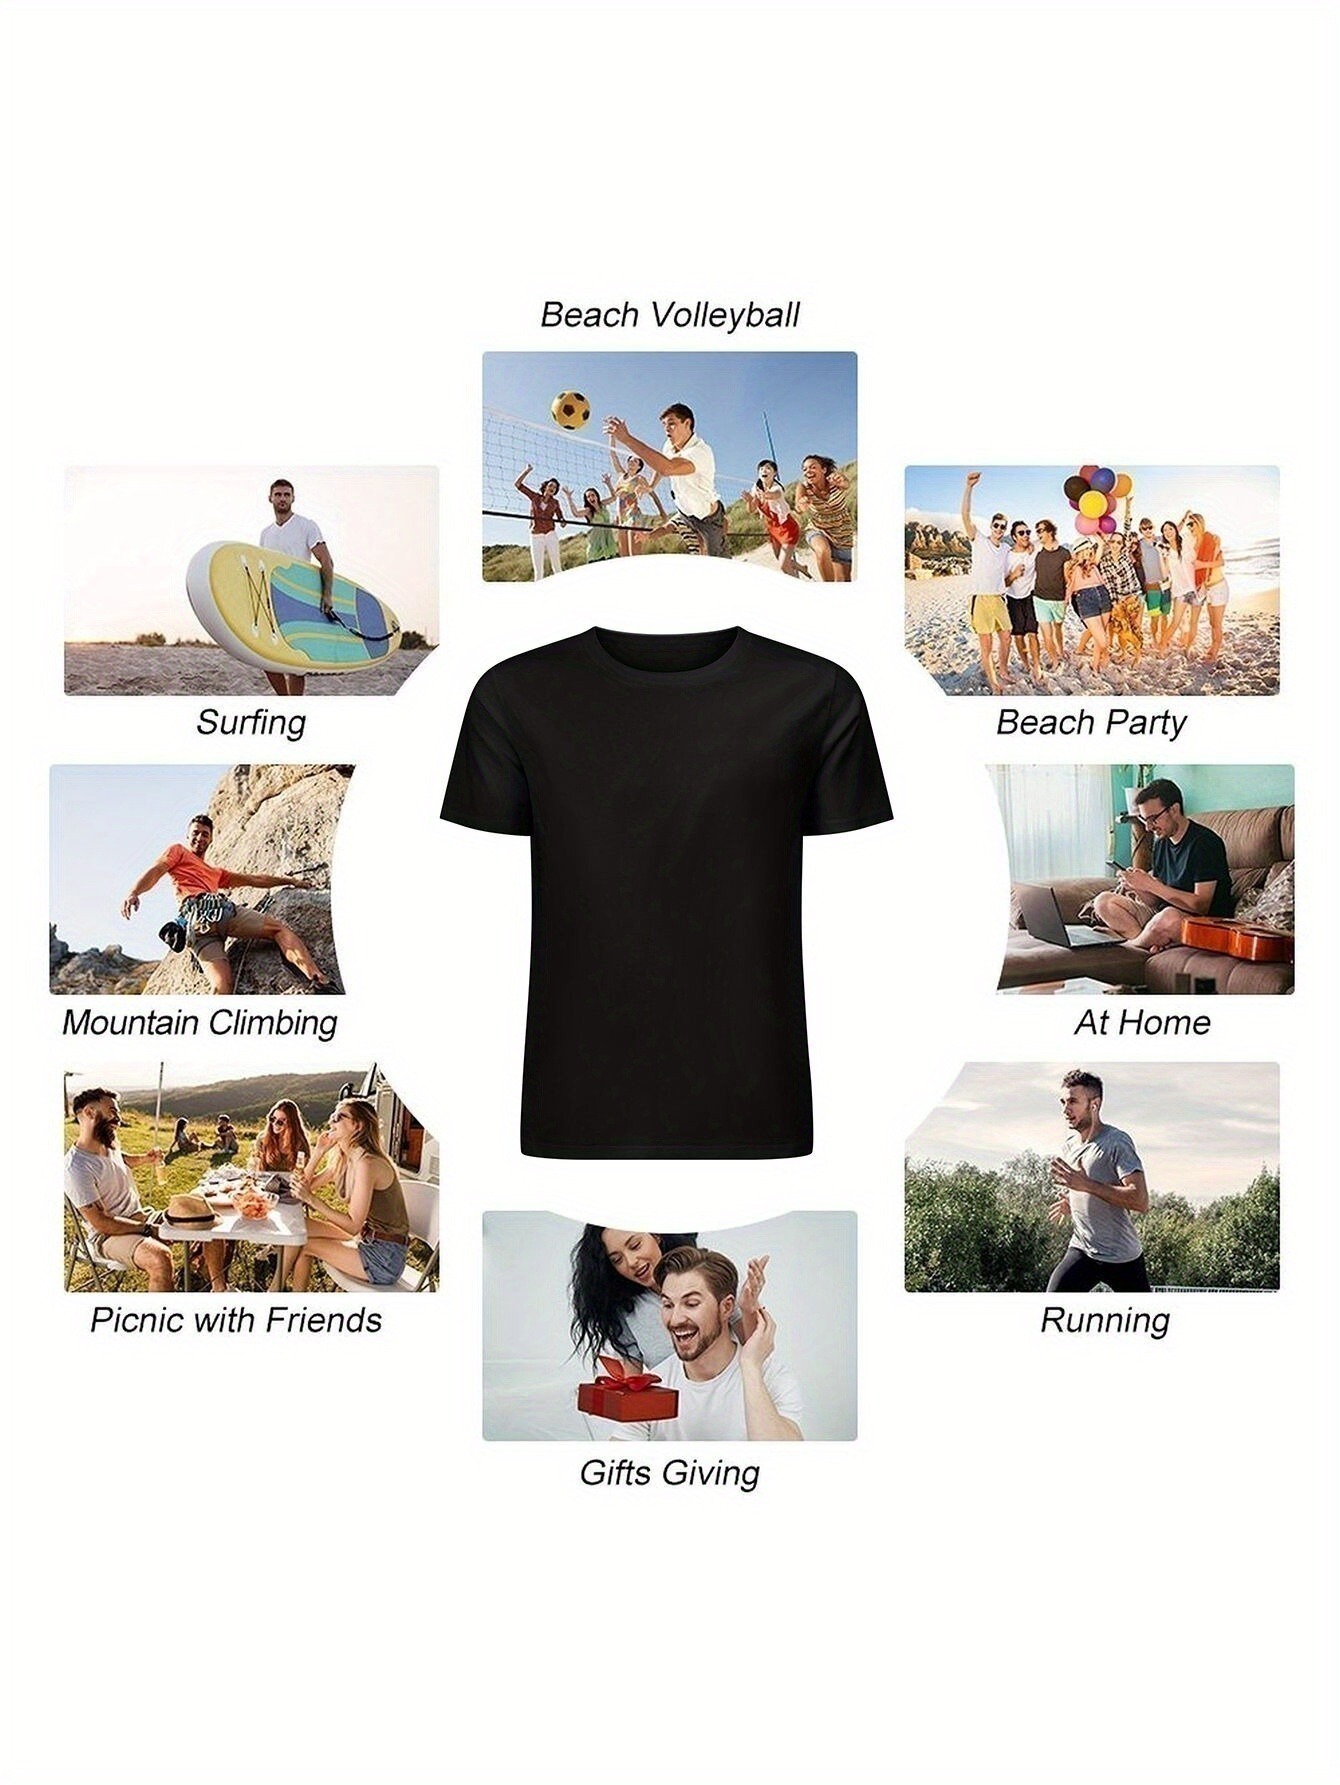 Beach Volleyball
Surfing
Beach Party
Mountain Climbing
At Home
Picnic with Friends
Running
Gifts Giving